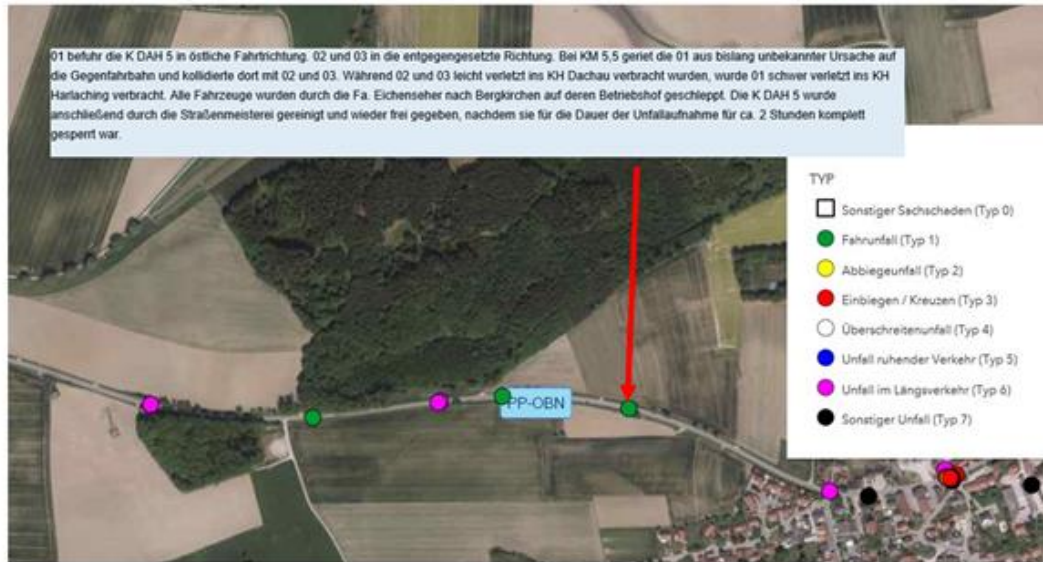 01 befuhr die K DAH 5 in östliche Fahrtrichtung. 02 und 03 in die entgegengesetzte Richtung. Bei KM 5,5 geriet die 01 aus bislang unbekannter Ursache auf
die Gegenfahrbahn und kollidierte dort mit 02 und 03. Während 02 und 03 leicht verletzt ins KH Dachau verbracht wurden, wurde 01 schwer verletzt ins KH
Harlaching verbracht. Alle Fahrzeuge wurden durch die Fa. Eichenseher nach Bergkirchen auf deren Betriebshof geschleppt. Die K DAH 5 wurde
anschließend durch die Straßenmeisterei gereinigt und wieder frei gegeben, nachdem sie für die Dauer der Unfallaufnahme für ca. 2 Stunden komplett
gesperrt war.
TYP
Sonstiger Sachschaden (Typ 0)
Fahrunfall (Typ 1)
Abbiegeunfall (Typ 2)
Einbiegen / Kreuzen (Typ 3)
Überschreitenunfall (Typ 4)
Unfall ruhender Verkehr (Typ 5)
Unfall im Längsverkehr (Typ 6)
Sonstiger Unfall (Typ 7)
PP-OBN